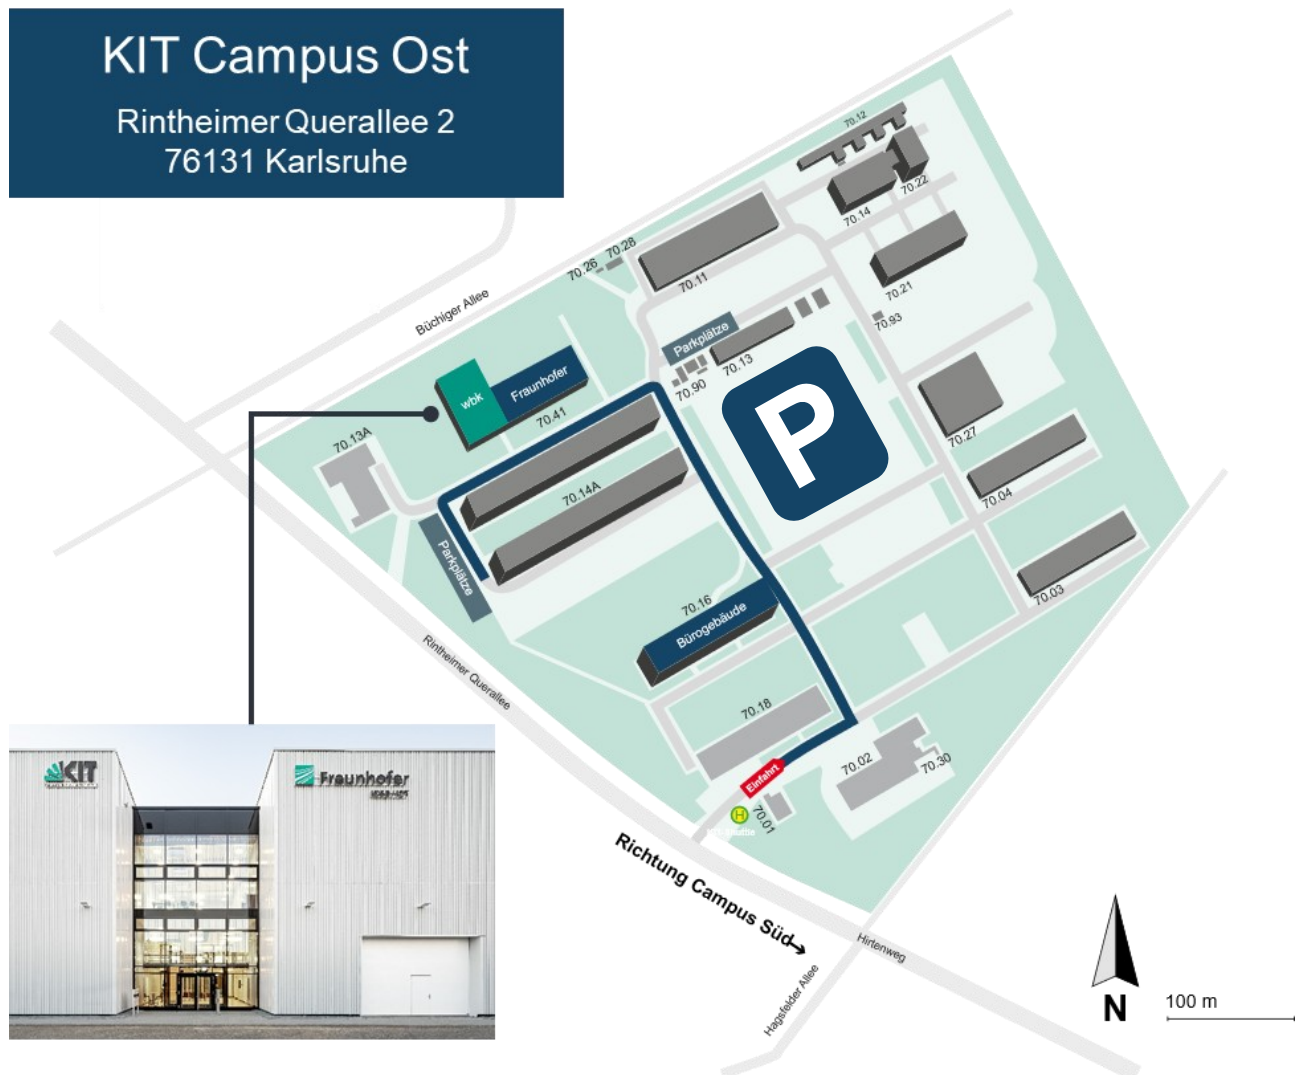 KIT Campus Ost
Rintheimer Querallee 2
76131 Karlsruhe
70.12
70.22
70.14
70.28
70.26
70.11
70.21
Büchiger Allee
70.93
Parkplätze
70.13
70.90
wbk
Fraunhofer
70.41
70.13A
70.27
70.14A
70.04
P
Parkplätze
70.03
70.16
Bürogebäude
Rintheimer Querallee
70.18
70.02
70.30
Einfahrt
70.01
H
Richtung Campus Süd
Hirtenweg
Hagsfelder Allee
N
100 m
KIT
Fraunhofer